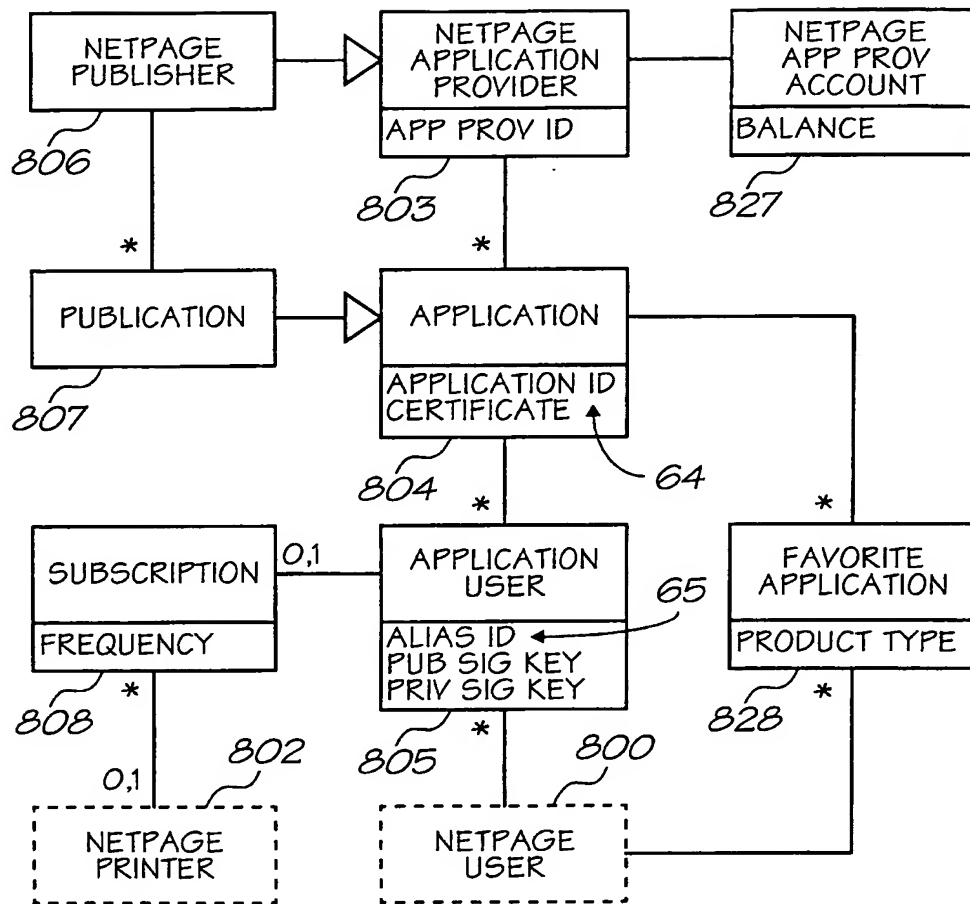 NETPAGE
PUBLISHER
806
NETPAGE
APPLICATION
PROVIDER
APP PROV ID
803
NETPAGE
APP PROV
ACCOUNT
BALANCE
827
*
*
PUBLICATION
807
APPLICATION
APPLICATION ID
CERTIFICATE
804
64
*
*
SUBSCRIPTION
FREQUENCY
808
0,1
APPLICATION
USER
ALIAS ID
PUB SIG KEY
PRIV SIG KEY
805
65
FAVORITE
APPLICATION
PRODUCT TYPE
828
*
*
*
0,1
802
NETPAGE
PRINTER
800
NETPAGE
USER